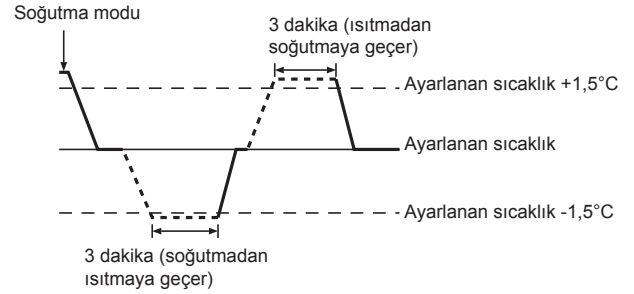 Soğutma modu
3 dakika (ısıtmadan
soğutmaya geçer)
Ayarlanan sıcaklık +1,5°C
Ayarlanan sıcaklık
Ayarlanan sıcaklık -1,5°C
3 dakika (soğutmadan
ısıtmaya geçer)